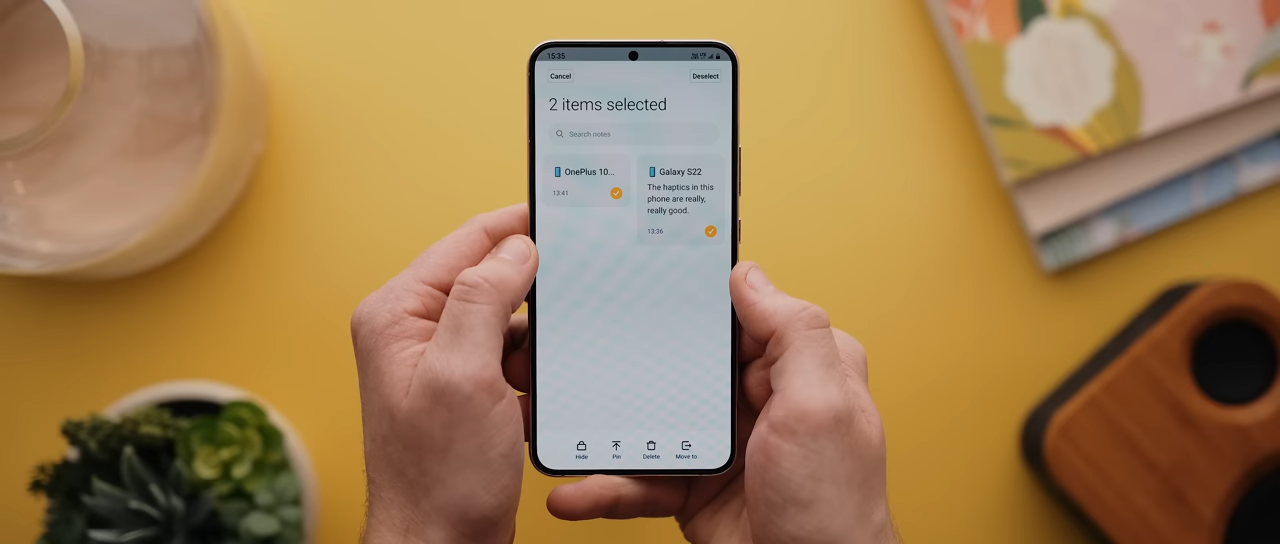 15:35
Cancel
Deselect
2 items selected
Search notes
OnePlus 10...
13:41
Galaxy S22
The haptics in this
phone are really,
really good.
13:36
Hide
Pin
Delete
Move to